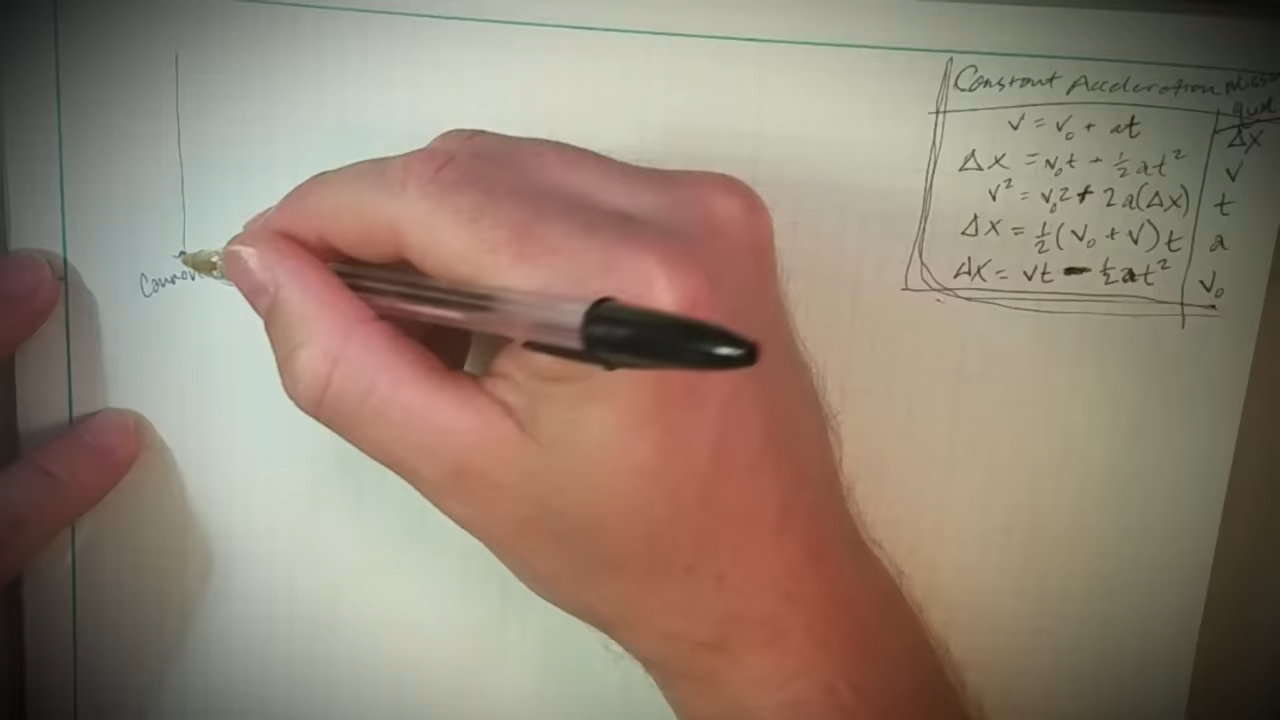 Constant Acceleration
v = v₀ + at Δx
Δx = v₀t + ½at² v
v² = v₀² + 2a(Δx) t
Δx = ½(v₀ + v)t a
Δx = vt - ½at² v₀